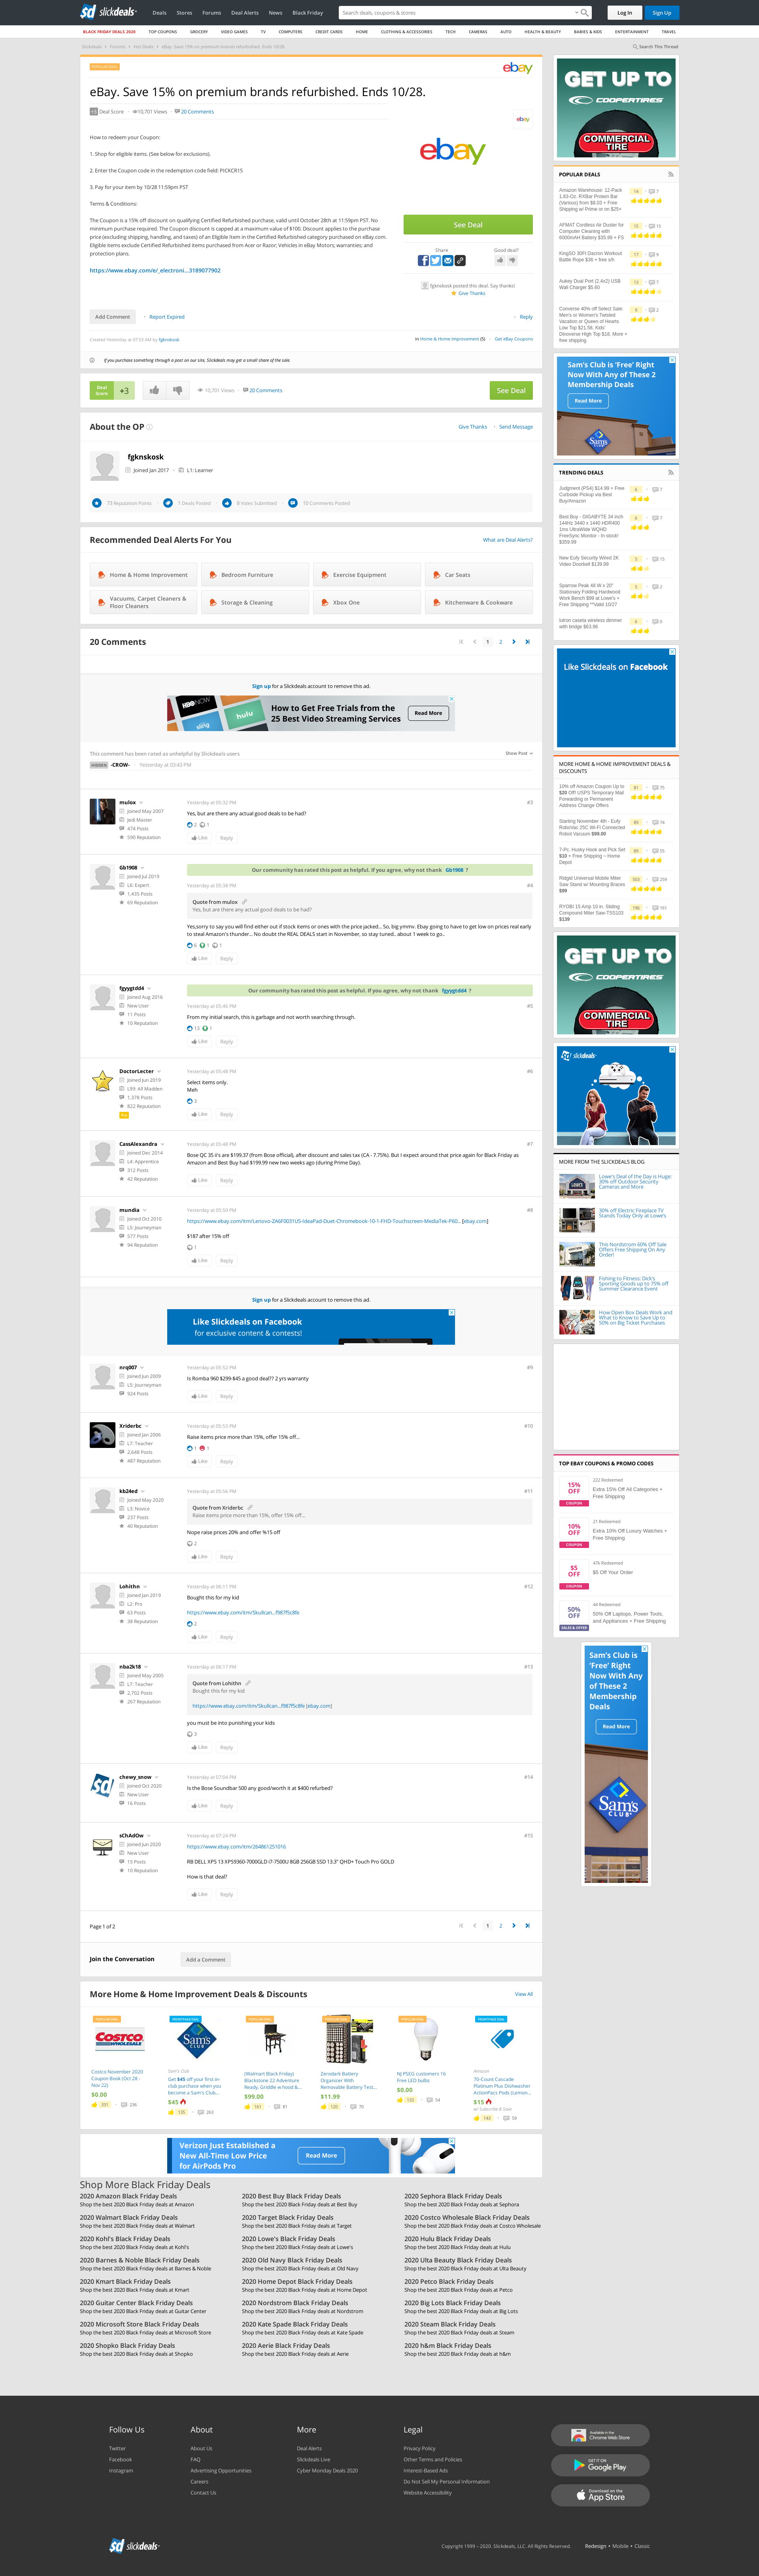 slickdeals
Deals Stores Forums Deal Alerts News Black Friday
Search deals, coupons & stores
Log In Sign Up
BLACK FRIDAY DEALS 2020 TOP COUPONS GROCERY VIDEO GAMES TV COMPUTERS CREDIT CARDS HOME CLOTHING & ACCESSORIES TECH CAMERAS AUTO HEALTH & BEAUTY BABIES & KIDS ENTERTAINMENT TRAVEL
Slickdeals Forums Hot Deals eBay. Save 15% on premium brands refurbished. Ends 10/28.
Search This Thread
ebay
eBay. Save 15% on premium brands refurbished. Ends 10/28.
+3 Deal Score 10,701 Views 20 Comments
ebay
How to redeem your Coupon:
1. Shop for eligible items. (See below for exclusions).
2. Enter the Coupon code in the redemption code field: PICKCR15
3. Pay for your item by 10/28 11:59pm PST
Terms & Conditions:
The Coupon is a 15% off discount on qualifying Certified Refurbished purchase, valid until October 28th at 11:59pm PST. No
minimum purchase required. The Coupon discount is capped at a maximum value of $100. Discount applies to the purchase
price (excluding shipping, handling, and taxes) of an Eligible Item or items from Certified Refurbished category purchased on ebay.com.
Eligible items exclude Certified Refurbished items purchased from Acer or Razor; Vehicles in eBay Motors; warranties; and
protection plans.
https://www.ebay.com/e/_electroni...3189077902
ebay
See Deal
Share Good deal?
fgknskosk posted this deal. Say thanks!
Give Thanks
Add Comment Report Expired Reply
Created Yesterday at 07:53 AM by fgknskosk
in Home & Home Improvement (5) Get eBay Coupons
If you purchase something through a post on our site, Slickdeals may get a small share of the sale.
Deal
Score +3
10,701 Views 20 Comments
See Deal
About the OP
Give Thanks Send Message
fgknskosk
Joined Jan 2017 L1: Learner
73 Reputation Points 1 Deals Posted 8 Votes Submitted 10 Comments Posted
Recommended Deal Alerts For You
What are Deal Alerts?
Home & Home Improvement Bedroom Furniture Exercise Equipment Car Seats
Vacuums, Carpet Cleaners &
Floor Cleaners
Storage & Cleaning Xbox One Kitchenware & Cookware
20 Comments
1 2
Sign up for a Slickdeals account to remove this ad.
HBO NOW sling hulu
How to Get Free Trials from the
25 Best Video Streaming Services
Read More
This comment has been rated as unhelpful by Slickdeals users
Show Post
HIDDEN -CROW- Yesterday at 03:43 PM
mulox
Joined May 2007
Jedi Master
474 Posts
590 Reputation
Yesterday at 05:32 PM #3
Yes, but are there any actual good deals to be had?
2 1
Like Reply
Gb1908
Joined Jul 2019
L6: Expert
1,435 Posts
69 Reputation
Our community has rated this post as helpful. If you agree, why not thank Gb1908 ?
Yesterday at 05:38 PM #4
Quote from mulox
Yes, but are there any actual good deals to be had?
Yes,sorry to say you will find either out if stock items or ones with the price jacked... So, big ymmv. Ebay going to have to get low on prices real early
to steal Amazon's thunder... No doubt the REAL DEALS start in November, so stay tuned.. about 1 week to go..
6 1 1
Like Reply
fgyygtdd4
Joined Aug 2016
New User
11 Posts
10 Reputation
Our community has rated this post as helpful. If you agree, why not thank fgyygtdd4 ?
Yesterday at 05:46 PM #5
From my initial search, this is garbage and not worth searching through.
13 1
Like Reply
DoctorLecter
Joined Jun 2019
L99: All Madden
1,378 Posts
822 Reputation
Yesterday at 05:48 PM #6
Select items only.
Meh
3
Like Reply
CassAlexandra
Joined Dec 2014
L4: Apprentice
312 Posts
42 Reputation
Yesterday at 05:48 PM #7
Bose QC 35 ii's are $199.37 (from Bose official), after discount and sales tax (CA - 7.75%). But I expect around that price again for Black Friday as
Amazon and Best Buy had $199.99 new two weeks ago (during Prime Day).
Like Reply
mundia
Joined Oct 2010
L5: Journeyman
577 Posts
94 Reputation
Yesterday at 05:50 PM #8
https://www.ebay.com/itm/Lenovo-ZA6F0031US-IdeaPad-Duet-Chromebook-10-1-FHD-Touchscreen-MediaTek-P60... [ebay.com]
$187 after 15% off
1
Like Reply
Sign up for a Slickdeals account to remove this ad.
Like Slickdeals on Facebook
for exclusive content & contests!
nrq007
Joined Jun 2009
L5: Journeyman
924 Posts
Yesterday at 05:52 PM #9
Is Romba 960 $299-$45 a good deal?? 2 yrs warranty
Like Reply
Xriderbc
Joined Jan 2006
L7: Teacher
2,648 Posts
487 Reputation
Yesterday at 05:53 PM #10
Raise items price more than 15%, offer 15% off...
1 1
Like Reply
kb24ed
Joined May 2020
L3: Novice
237 Posts
40 Reputation
Yesterday at 05:56 PM #11
Quote from Xriderbc
Raise items price more than 15%, offer 15% off...
Nope raise prices 20% and offer %15 off
2
Like Reply
Lohithn
Joined Jan 2019
L2: Pro
63 Posts
38 Reputation
Yesterday at 06:11 PM #12
Bought this for my kid
https://www.ebay.com/itm/Skullcan...f987f5c8fe
2
Like Reply
nba2k18
Joined May 2005
L7: Teacher
2,702 Posts
267 Reputation
Yesterday at 06:17 PM #13
Quote from Lohithn
Bought this for my kid
https://www.ebay.com/itm/Skullcan...f987f5c8fe [ebay.com]
you must be into punishing your kids
3
Like Reply
chewy_snow
Joined Oct 2020
New User
16 Posts
Yesterday at 07:04 PM #14
Is the Bose Soundbar 500 any good/worth it at $400 refurbed?
Like Reply
sChAdOw
Joined Jun 2020
New User
15 Posts
10 Reputation
Yesterday at 07:24 PM #15
https://www.ebay.com/itm/264861251016
RB DELL XPS 13 XPS9360-7000GLD i7-7500U 8GB 256GB SSD 13.3" QHD+ Touch Pro GOLD
How is that deal?
Like Reply
Page 1 of 2
1 2
Join the Conversation Add a Comment
More Home & Home Improvement Deals & Discounts
View All
COSTCO WHOLESALE
Costco November 2020
Coupon Book (Oct 28 -
Nov 22)
$0.00
331 236
Sam's Club
Get $45 off your first in-
club purchase when you
become a Sam's Club...
$45
135 263
(Walmart Black Friday)
Blackstone 22 Adventure
Ready, Griddle w hood &...
$99.00
161 81
Zerodark Battery
Organizer With
Removable Battery Test...
$11.99
120 70
NJ PSEG customers 16
Free LED bulbs
$0.00
103 54
Amazon
70-Count Cascade
Platinum Plus Dishwasher
ActionPacs Pods (Lemon...
$15
w/ Subscribe & Save
143 59
Verizon Just Established a
New All-Time Low Price
for AirPods Pro
Read More
Shop More Black Friday Deals
2020 Amazon Black Friday Deals
Shop the best 2020 Black Friday deals at Amazon
2020 Best Buy Black Friday Deals
Shop the best 2020 Black Friday deals at Best Buy
2020 Sephora Black Friday Deals
Shop the best 2020 Black Friday deals at Sephora
2020 Walmart Black Friday Deals
Shop the best 2020 Black Friday deals at Walmart
2020 Target Black Friday Deals
Shop the best 2020 Black Friday deals at Target
2020 Costco Wholesale Black Friday Deals
Shop the best 2020 Black Friday deals at Costco Wholesale
2020 Kohl's Black Friday Deals
Shop the best 2020 Black Friday deals at Kohl's
2020 Lowe's Black Friday Deals
Shop the best 2020 Black Friday deals at Lowe's
2020 Hulu Black Friday Deals
Shop the best 2020 Black Friday deals at Hulu
2020 Barnes & Noble Black Friday Deals
Shop the best 2020 Black Friday deals at Barnes & Noble
2020 Old Navy Black Friday Deals
Shop the best 2020 Black Friday deals at Old Navy
2020 Ulta Beauty Black Friday Deals
Shop the best 2020 Black Friday deals at Ulta Beauty
2020 Kmart Black Friday Deals
Shop the best 2020 Black Friday deals at Kmart
2020 Home Depot Black Friday Deals
Shop the best 2020 Black Friday deals at Home Depot
2020 Petco Black Friday Deals
Shop the best 2020 Black Friday deals at Petco
2020 Guitar Center Black Friday Deals
Shop the best 2020 Black Friday deals at Guitar Center
2020 Nordstrom Black Friday Deals
Shop the best 2020 Black Friday deals at Nordstrom
2020 Big Lots Black Friday Deals
Shop the best 2020 Black Friday deals at Big Lots
2020 Microsoft Store Black Friday Deals
Shop the best 2020 Black Friday deals at Microsoft Store
2020 Kate Spade Black Friday Deals
Shop the best 2020 Black Friday deals at Kate Spade
2020 Steam Black Friday Deals
Shop the best 2020 Black Friday deals at Steam
2020 Shopko Black Friday Deals
Shop the best 2020 Black Friday deals at Shopko
2020 Aerie Black Friday Deals
Shop the best 2020 Black Friday deals at Aerie
2020 h&m Black Friday Deals
Shop the best 2020 Black Friday deals at h&m
GET UP TO
COOPERTIRES
COMMERCIAL
TIRE
POPULAR DEALS
Amazon Warehouse: 12-Pack
1.83-Oz. RXBar Protein Bar
(Various) from $8.03 + Free
Shipping w/ Prime or on $25+
14 7
APMAT Cordless Air Duster for
Computer Cleaning with
6000mAH Battery $35.99 + FS
15 15
KingSO 30Ft Dacron Workout
Battle Rope $36 + free s/h
17 9
Aukey Dual Port (2.4x2) USB
Wall Charger $5.60
13 7
Converse 40% off Select Sale:
Men's or Women's Twisted
Vacation or Queen of Hearts
Low Top $21.58, Kids'
Dinoverse High Top $18, More +
free shipping
9 2
Sam's Club is 'Free' Right
Now With Any of These 2
Membership Deals
Read More
Sam's CLUB
TRENDING DEALS
Judgment (PS4) $14.99 + Free
Curbside Pickup via Best
Buy/Amazon
6 7
Best Buy - GIGABYTE 34 inch
144Hz 3440 x 1440 HDR400
1ms UltraWide WQHD
FreeSync Monitor - In stock!
$359.99
6 7
New Eufy Security Wired 2K
Video Doorbell $139.99
5 15
Sparrow Peak 48 W x 20"
Stationary Folding Hardwood
Work Bench $99 at Lowe's +
Free Shipping **Valid 10/27
5 2
lutron caseta wireless dimmer
with bridge $63.96
6 0
Like Slickdeals on Facebook
MORE HOME & HOME IMPROVEMENT DEALS &
DISCOUNTS
10% off Amazon Coupon Up to
$20 Off! USPS Temporary Mail
Forwarding or Permanent
Address Change Offers
81 75
Starting November 4th - Eufy
RoboVac 25C Wi-Fi Connected
Robot Vacuum $99.00
89 74
7-Pc. Husky Hook and Pick Set
$10 + Free Shipping ~ Home
Depot
86 55
Ridgid Universal Mobile Miter
Saw Stand w/ Mounting Braces
$99
503 259
RYOBI 15 Amp 10 in. Sliding
Compound Miter Saw-TSS103
$139
196 161
GET UP TO
COOPERTIRES
COMMERCIAL
TIRE
slickdeals
MORE FROM THE SLICKDEALS BLOG
Lowe's Deal of the Day is Huge:
30% off Outdoor Security
Cameras and More
30% off Electric Fireplace TV
Stands Today Only at Lowe's
This Nordstrom 60% Off Sale
Offers Free Shipping On Any
Order!
Fishing to Fitness: Dick's
Sporting Goods up to 75% off
Summer Clearance Event
How Open Box Deals Work and
What to Know to Save Up to
50% on Big Ticket Purchases
TOP EBAY COUPONS & PROMO CODES
15%
OFF
COUPON
222 Redeemed
Extra 15% Off All Categories +
Free Shipping
10%
OFF
COUPON
21 Redeemed
Extra 10% Off Luxury Watches +
Free Shipping
$5
OFF
COUPON
47k Redeemed
$5 Off Your Order
50%
OFF
SALES & OFFER
44 Redeemed
50% Off Laptops, Power Tools,
and Appliances + Free Shipping
Sam's Club is
'Free' Right
Now With Any
of These 2
Membership
Deals
Read More
Sam's CLUB
Follow Us
Twitter
Facebook
Instagram
About
About Us
FAQ
Advertising Opportunities
Careers
Contact Us
More
Deal Alerts
Slickdeals Live
Cyber Monday Deals 2020
Legal
Privacy Policy
Other Terms and Policies
Interest-Based Ads
Do Not Sell My Personal Information
Website Accessibility
Available in the
Chrome Web Store
GET IT ON
Google Play
Download on the
App Store
slickdeals
Copyright 1999 - 2020. Slickdeals, LLC. All Rights Reserved. Redesign • Mobile • Classic